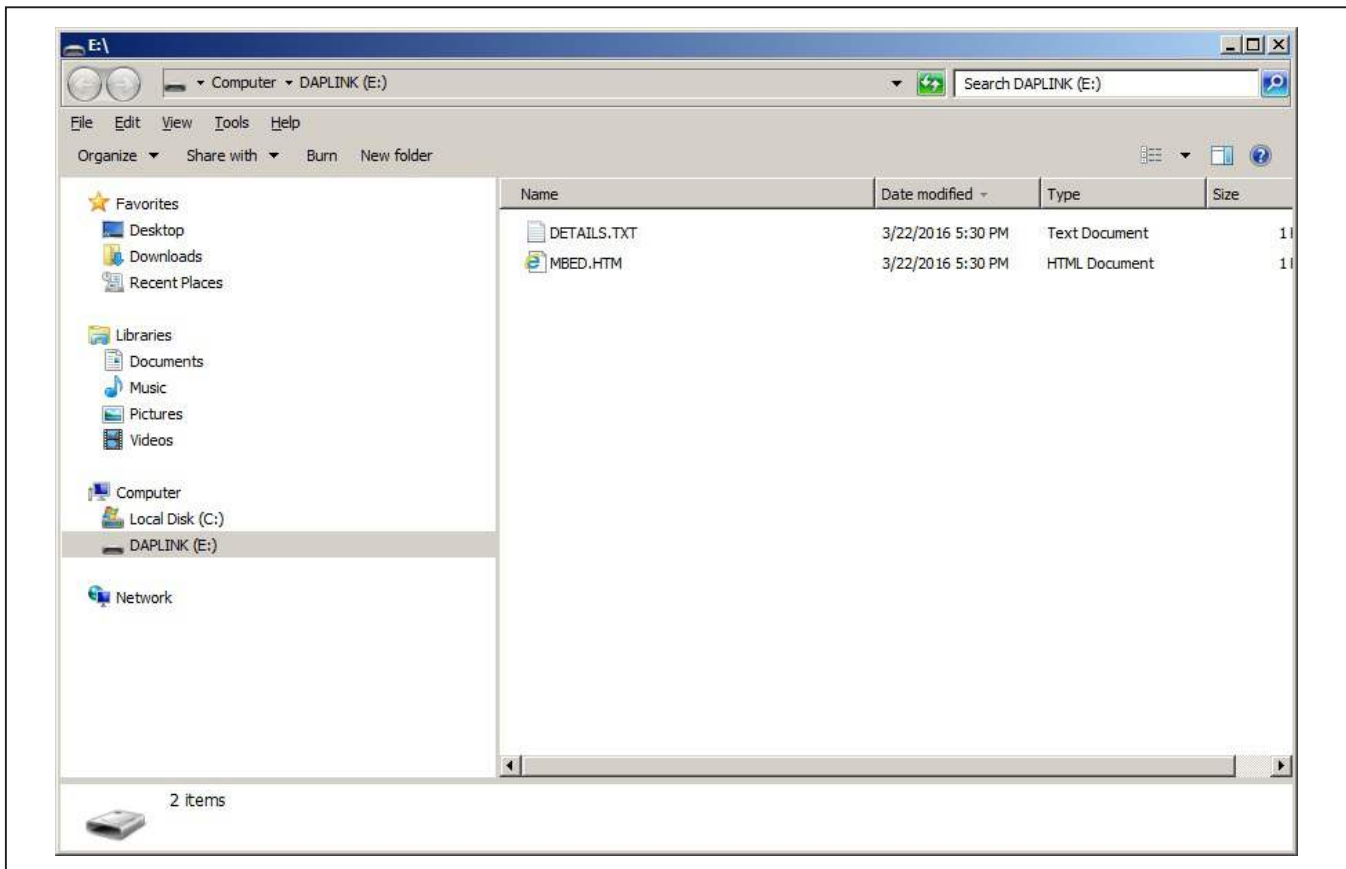 E:\
Computer DAPLINK (E:) Search DAPLINK (E:)
File Edit View Tools Help
Organize Share with Burn New folder
Name Date modified Type Size
Favorites
Desktop
Downloads
Recent Places
Libraries
Documents
Music
Pictures
Videos
Computer
Local Disk (C:)
DAPLINK (E:)
Network
DETAILS.TXT 3/22/2016 5:30 PM Text Document 1
MBED.HTM 3/22/2016 5:30 PM HTML Document 1
2 items